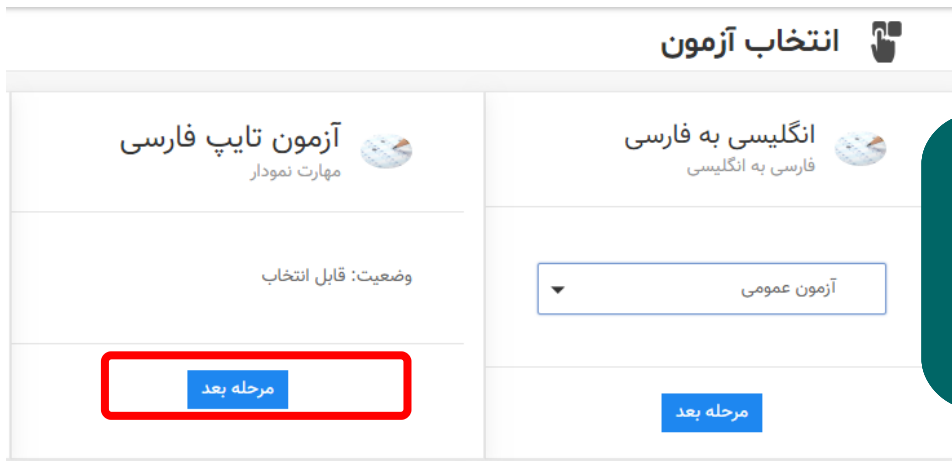 انتخاب آزمون
انگلیسی به فارسی
فارسی به انگلیسی
آزمون عمومی
مرحله بعد
آزمون تایپ فارسی
مهارت نمودار
وضعیت: قابل انتخاب
مرحله بعد